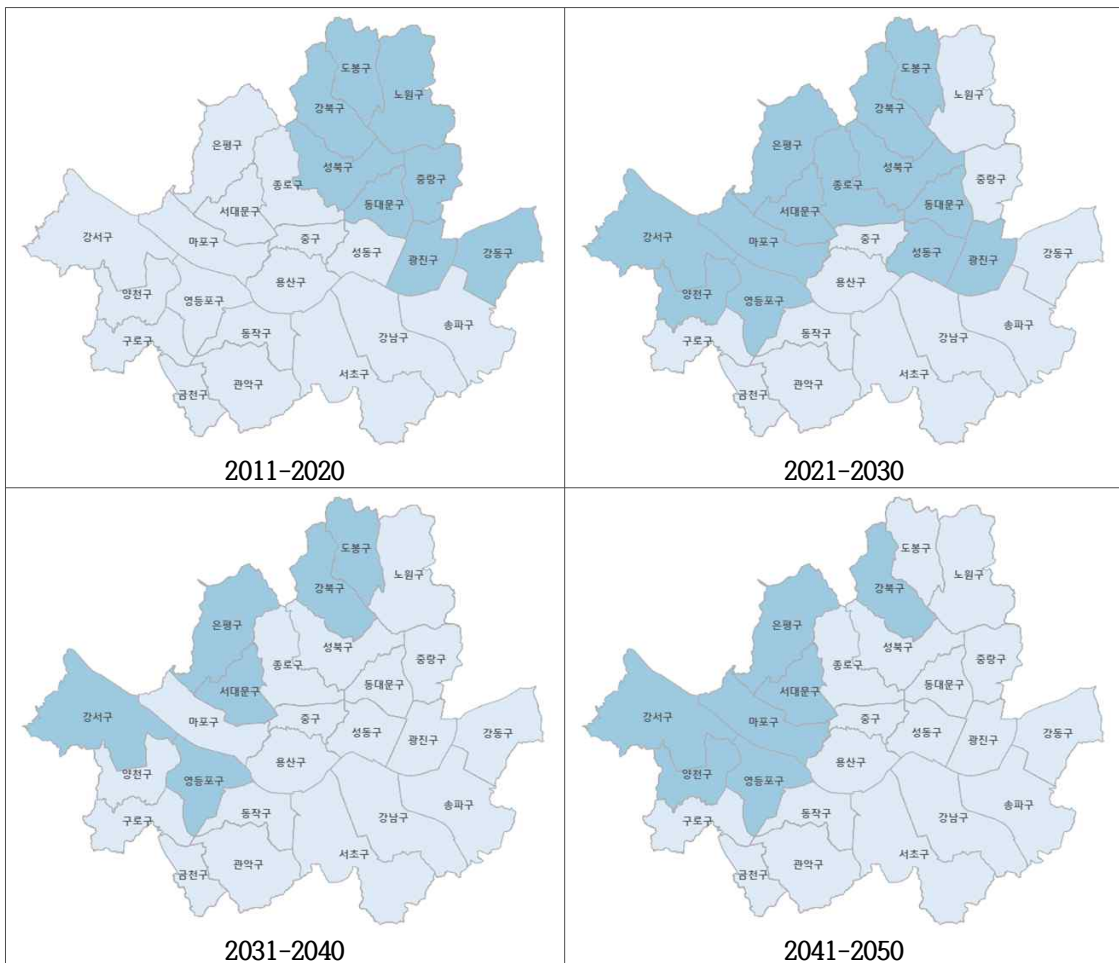 도봉구
노원구
강북구
은평구
성북구
중랑구
종로구
동대문구
서대문구
강서구
마포구
중구
성동구
광진구
강동구
용산구
양천구
영등포구
송파구
동작구
강남구
구로구
서초구
관악구
금천구
2011-2020
도봉구
노원구
강북구
은평구
성북구
중랑구
종로구
동대문구
서대문구
강서구
마포구
중구
성동구
광진구
강동구
용산구
양천구
영등포구
송파구
동작구
강남구
구로구
서초구
관악구
금천구
2021-2030
도봉구
노원구
강북구
은평구
성북구
중랑구
종로구
동대문구
서대문구
강서구
마포구
중구
성동구
광진구
강동구
용산구
양천구
영등포구
송파구
동작구
강남구
구로구
서초구
관악구
금천구
2031-2040
도봉구
노원구
강북구
은평구
성북구
중랑구
종로구
동대문구
서대문구
강서구
마포구
중구
성동구
광진구
강동구
용산구
양천구
영등포구
송파구
동작구
강남구
구로구
서초구
관악구
금천구
2041-2050